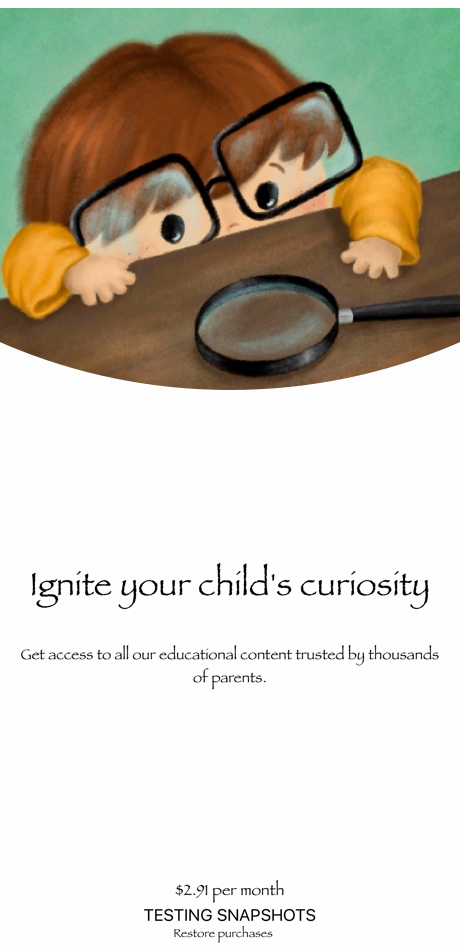 Ignite your child's curiosity
Get access to all our educational content trusted by thousands
of parents.
$2.91 per month
TESTING SNAPSHOTS
Restore purchases